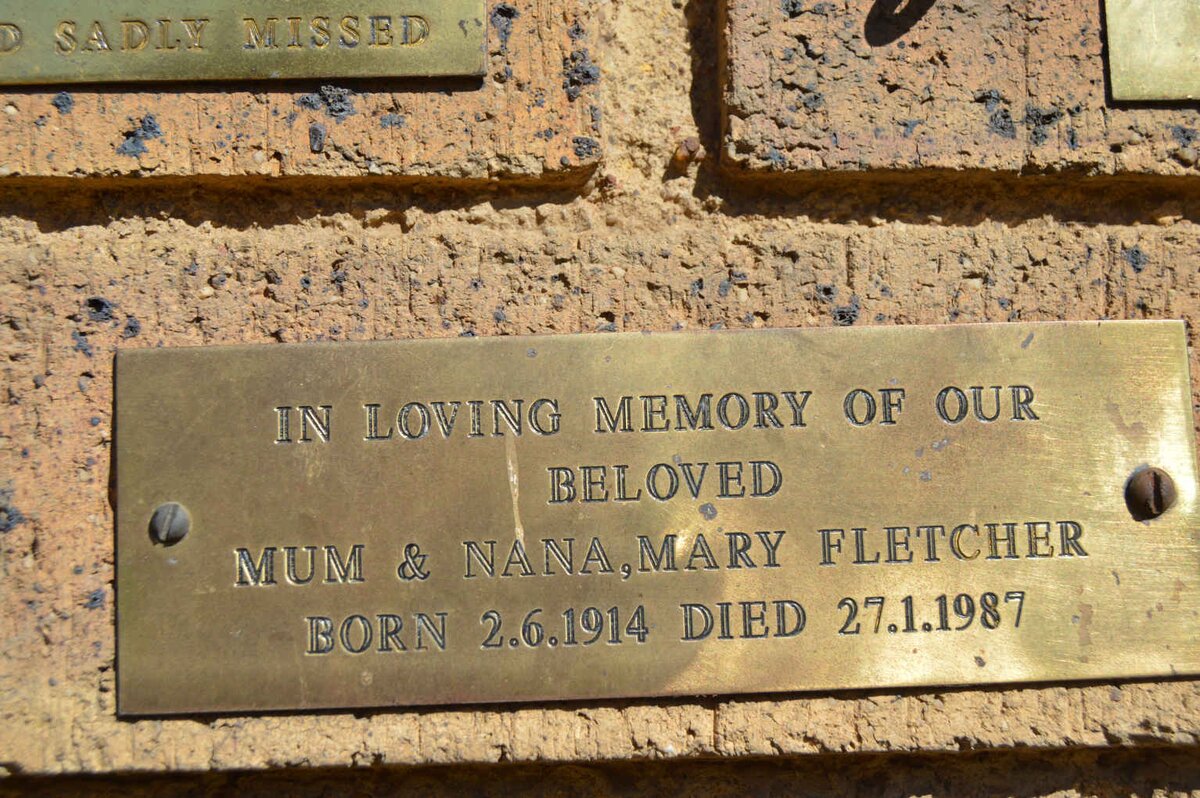 D SADLY MISSED
IN LOVING MEMORY OF OUR
BELOVED
MUM & NANA,MARY FLETCHER
BORN 2.6.1914 DIED 27.1.1987